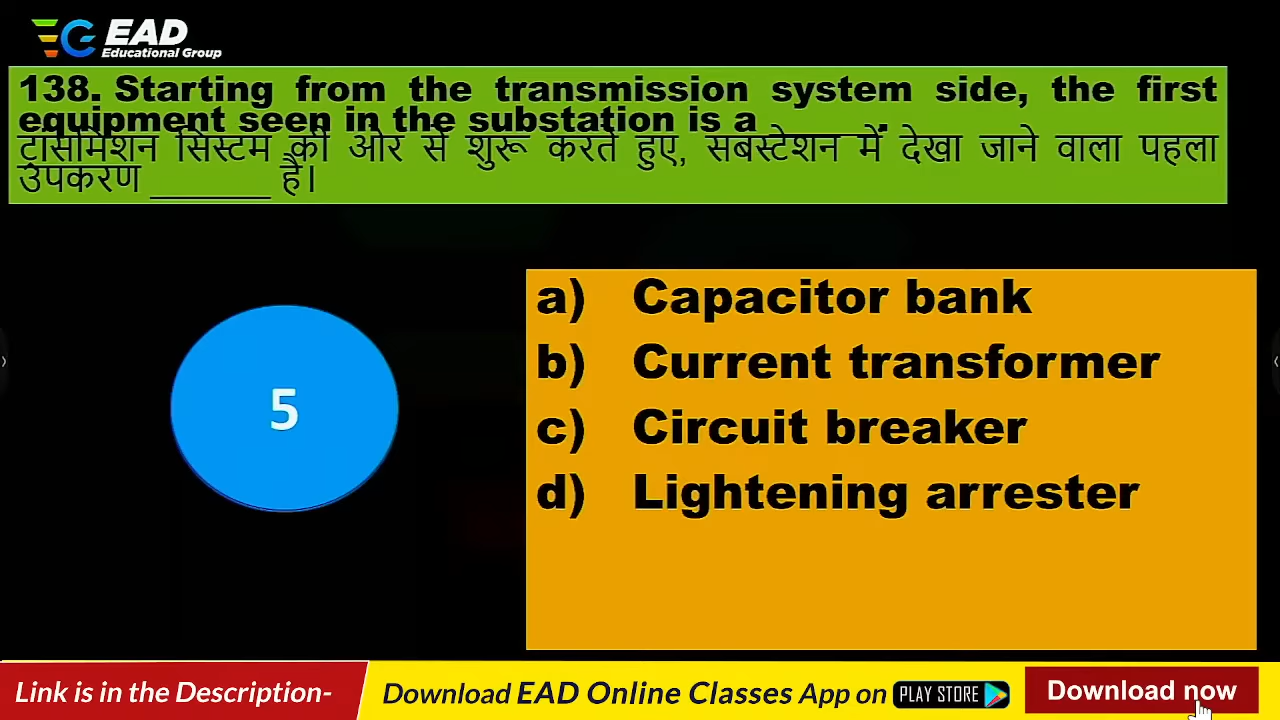 EAD
Educational Group
138. Starting from the transmission system side, the first
equipment seen in the substation is a ______.
ट्रांसमिशन सिस्टम की ओर से शुरू करते हुए, सबस्टेशन में देखा जाने वाला पहला
उपकरण ______ है।
a) Capacitor bank
b) Current transformer
c) Circuit breaker
d) Lightening arrester
5
Link is in the Description-
Download EAD Online Classes App on PLAY STORE
Download now